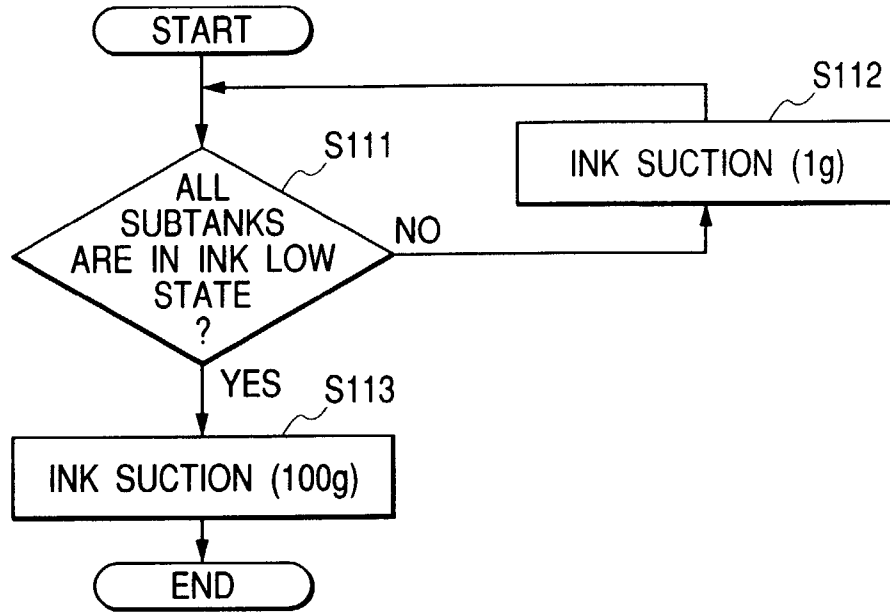 START
S112
INK SUCTION (1g)
S111
ALL
SUBTANKS
ARE IN INK LOW
STATE
?
NO
YES
S113
INK SUCTION (100g)
END